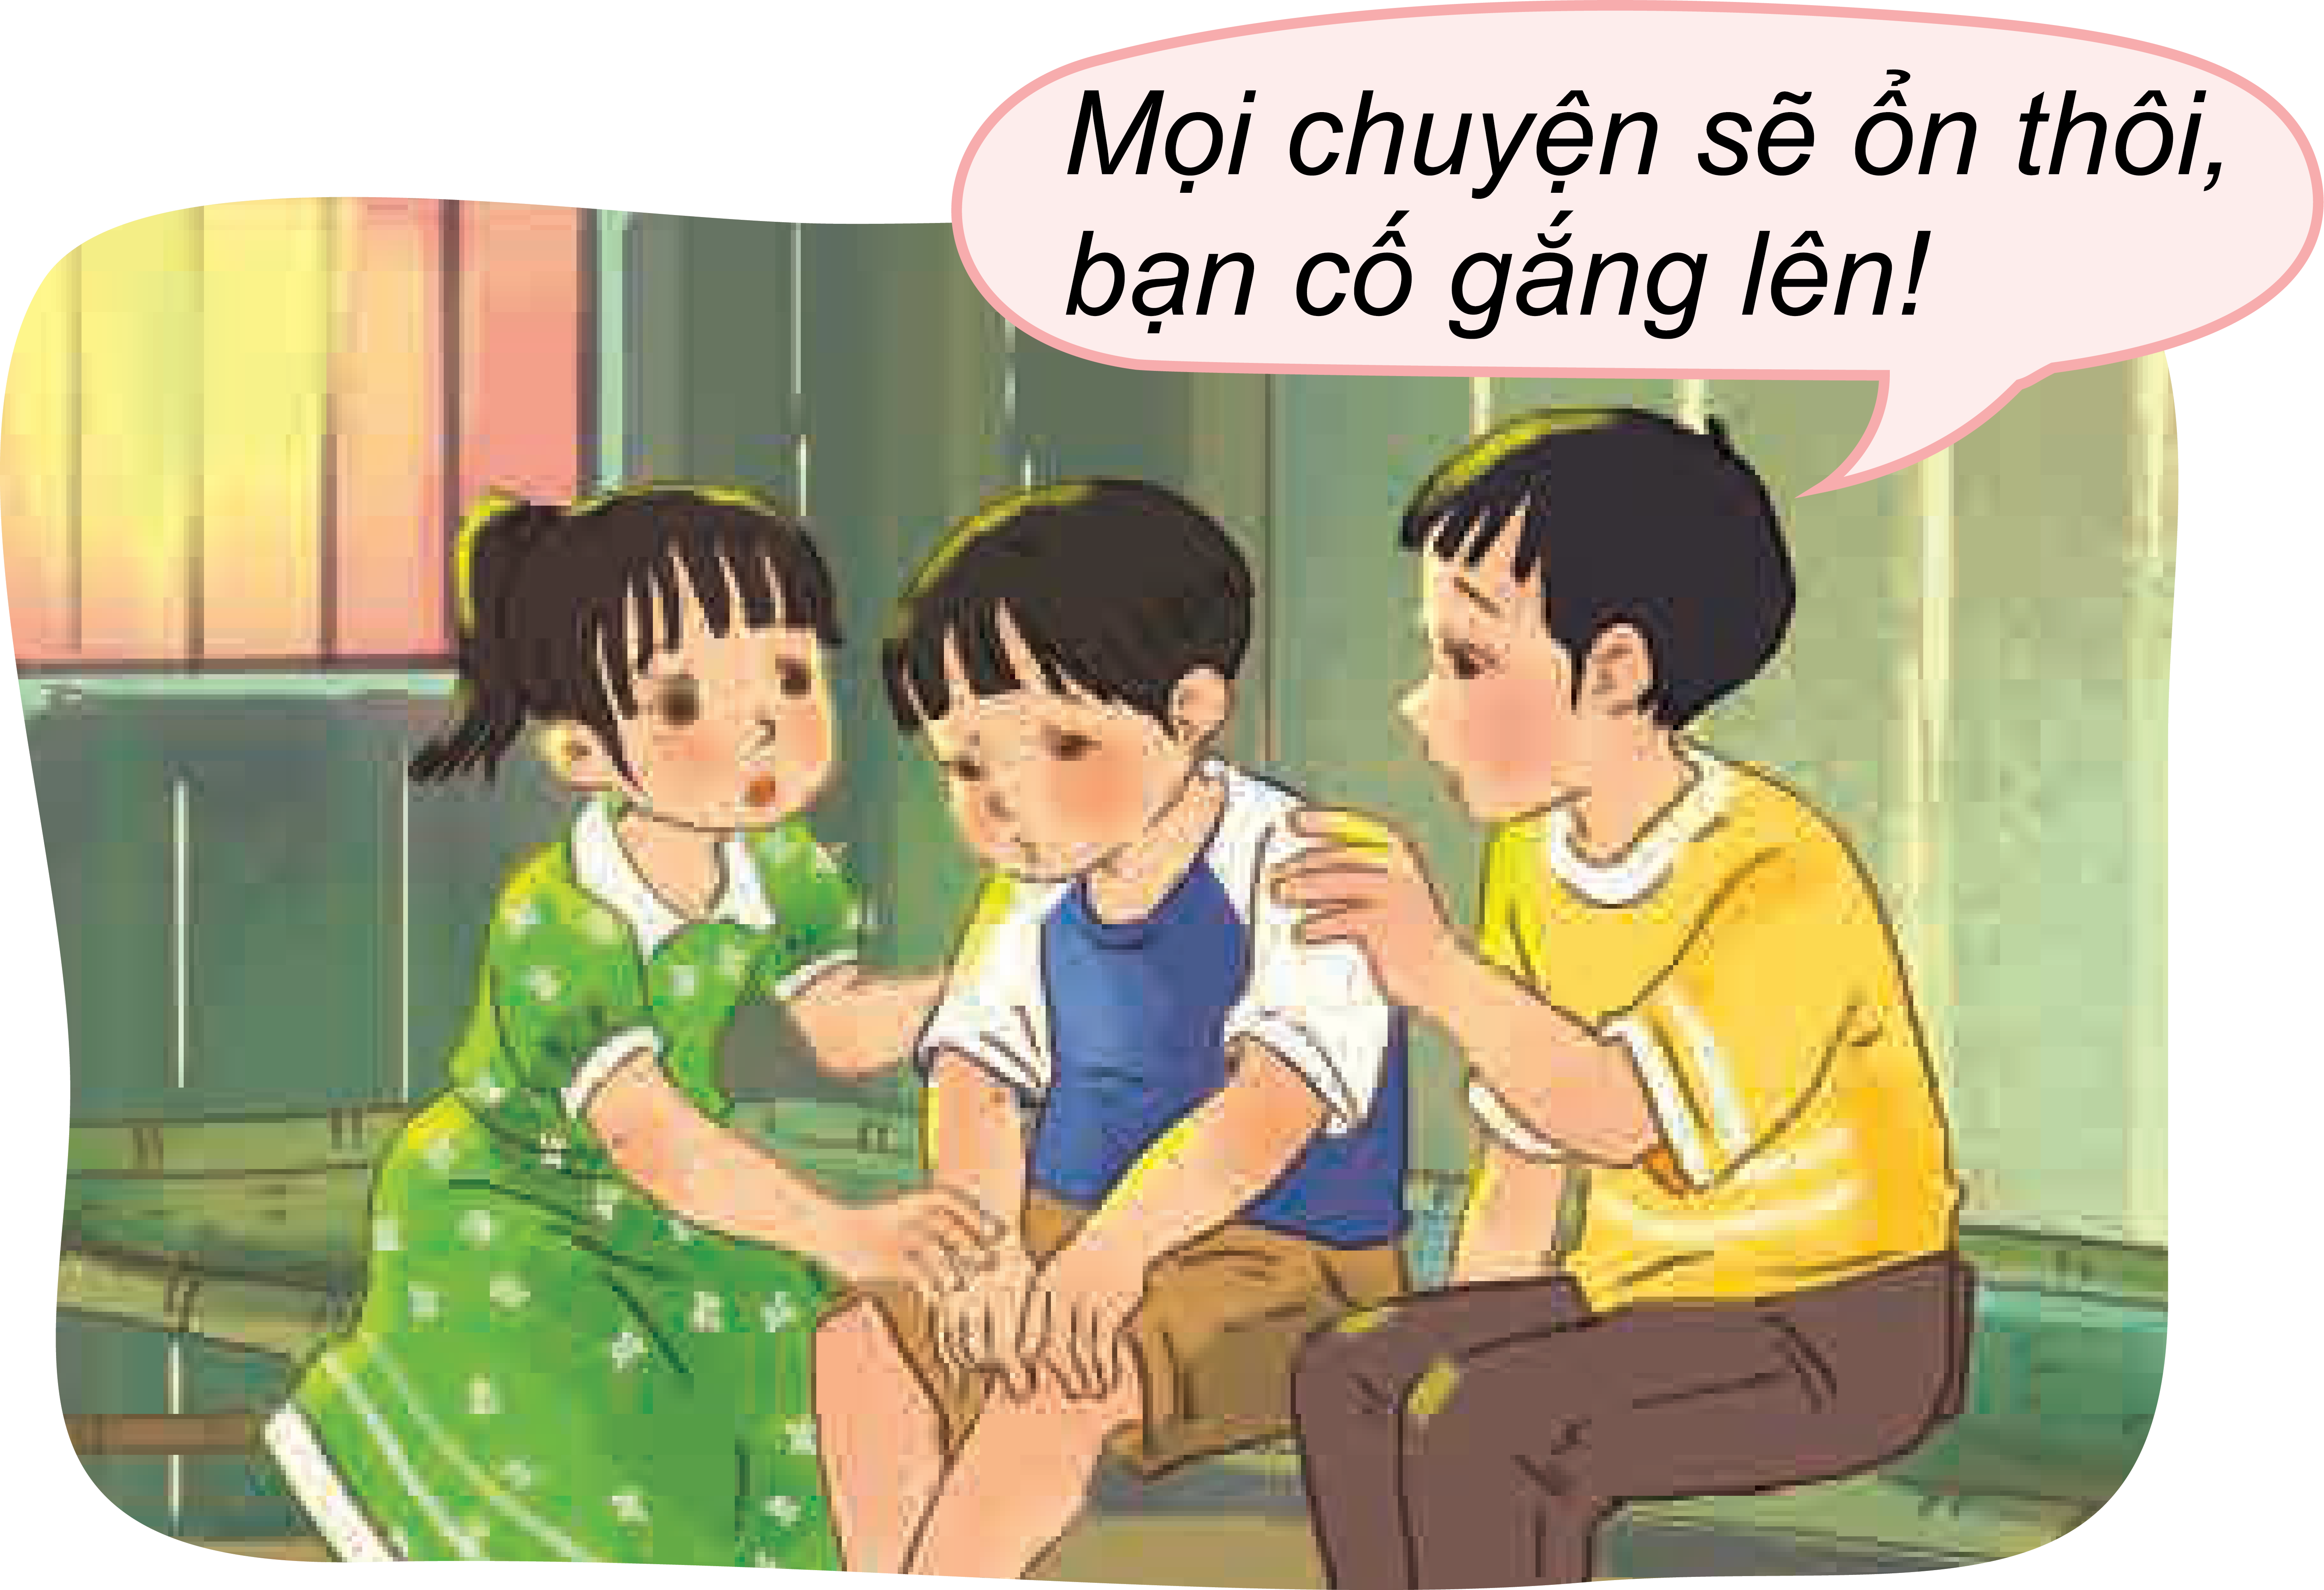 Mọi chuyện sẽ ổn thôi,
bạn cố gắng lên!